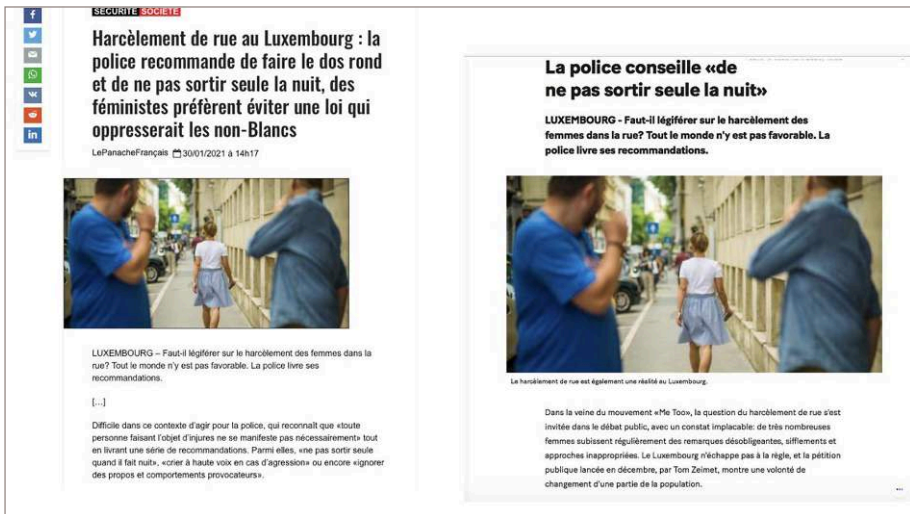 SÉCURITÉ SOCIÉTÉ
Harcèlement de rue au Luxembourg : la
police recommande de faire le dos rond
et de ne pas sortir seule la nuit, des
féministes préfèrent éviter une loi qui
oppresserait les non-Blancs
LePanacheFrançais 30/01/2021 à 14h17
LUXEMBOURG – Faut-il légiférer sur le harcèlement des femmes dans la
rue? Tout le monde n'y est pas favorable. La police livre ses
recommandations.
[…]
Difficile dans ce contexte d'agir pour la police, qui reconnaît que «toute
personne faisant l'objet d'injures ne se manifeste pas nécessairement» tout
en livrant une série de recommandations. Parmi elles, «ne pas sortir seule
quand il fait nuit», «crier à haute voix en cas d'agression» ou encore «ignorer
des propos et comportements provocateurs».
La police conseille «de
ne pas sortir seule la nuit»
LUXEMBOURG - Faut-il légiférer sur le harcèlement des
femmes dans la rue? Tout le monde n'y est pas favorable. La
police livre ses recommandations.
Le harcèlement de rue est également une réalité au Luxembourg.
Dans la veine du mouvement «Me Too», la question du harcèlement de rue s'est
invitée dans le débat public, avec un constat implacable: de très nombreuses
femmes subissent régulièrement des remarques désobligeantes, sifflements et
approches inappropriées. Le Luxembourg n'échappe pas à la règle, et la pétition
publique lancée en décembre, par Tom Zeimet, montre une volonté de
changement d'une partie de la population.